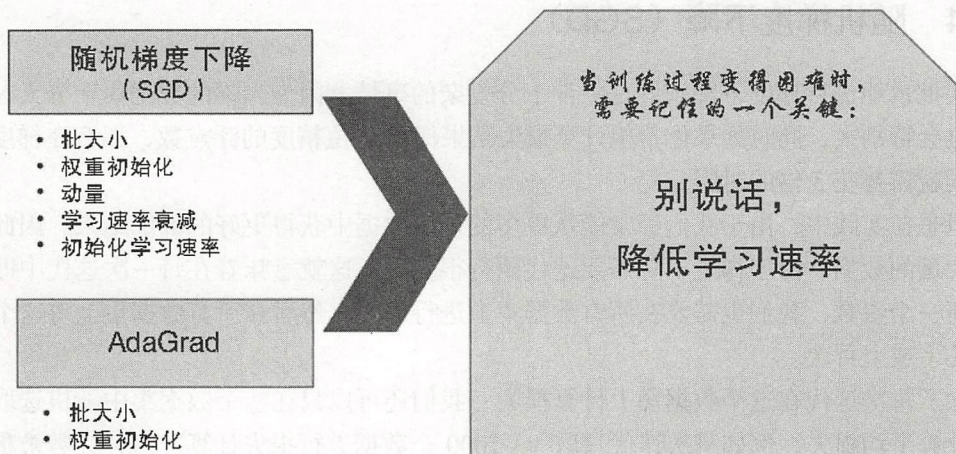 随机梯度下降
(SGD)
• 批大小
• 权重初始化
• 动量
• 学习速率衰减
• 初始化学习速率
AdaGrad
• 批大小
• 权重初始化
当训练过程变得困难时，
需要记住的一个关键：
别说话，
降低学习速率